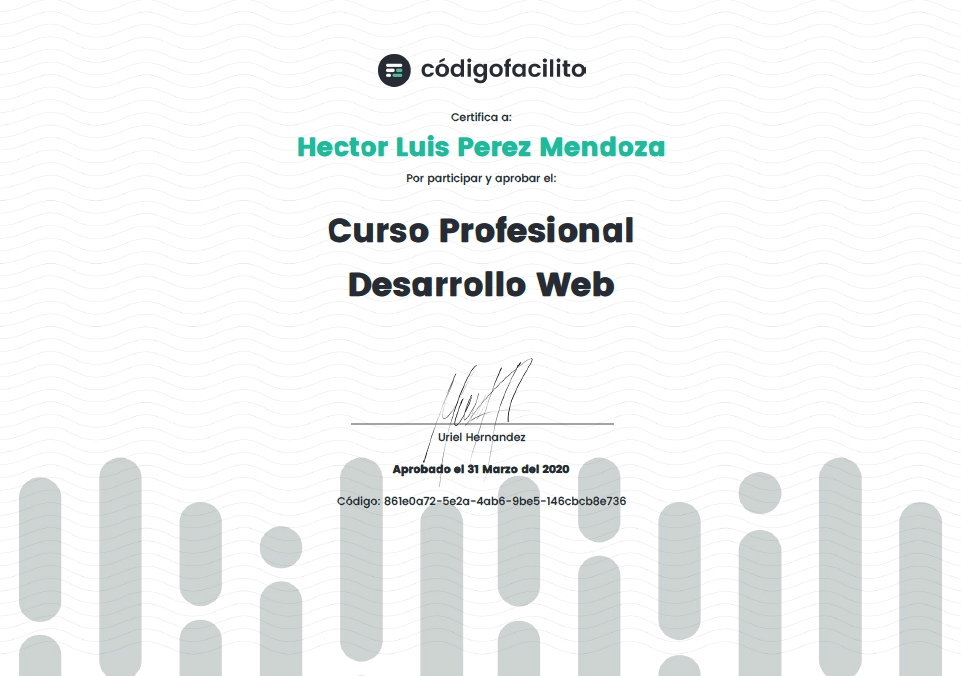 códigofacilito
Certifica a:
Hector Luis Perez Mendoza
Por participar y aprobar el:
Curso Profesional
Desarrollo Web
Uriel Hernandez
Aprobado el 31 Marzo del 2020
Código: 861e0a72-5e2a-4ab6-9be5-146cbcb8e736